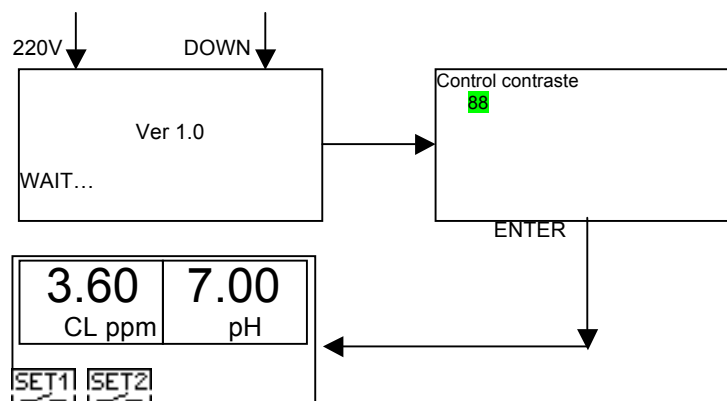 220V DOWN
Ver 1.0
WAIT…
Control contraste
88
ENTER
3.60 7.00
CL ppm pH
SET1 SET2